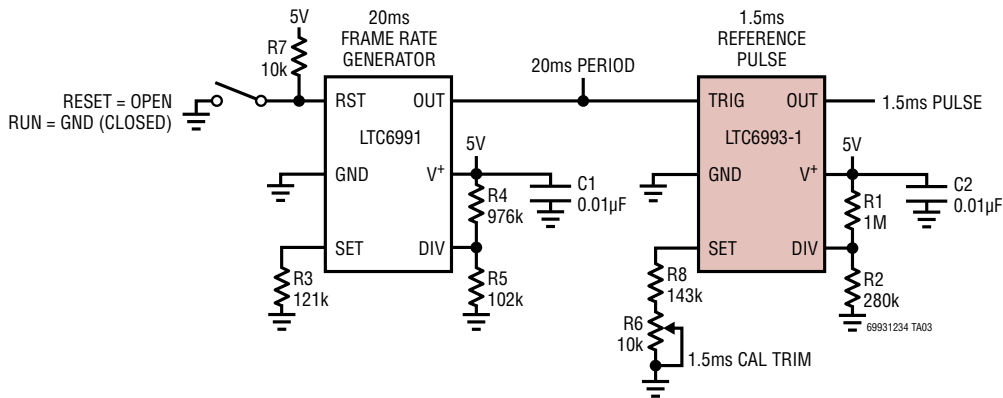 5V
R7
10k
RESET = OPEN
RUN = GND (CLOSED)
20ms
FRAME RATE
GENERATOR
RST
OUT
LTC6991
GND
V+
SET
DIV
5V
R4
976k
C1
0.01µF
R3
121k
R5
102k
20ms PERIOD
1.5ms
REFERENCE
PULSE
TRIG
OUT
LTC6993-1
GND
V+
SET
DIV
1.5ms PULSE
5V
R1
1M
C2
0.01µF
R8
143k
R6
10k
1.5ms CAL TRIM
R2
280k
69931234 TA03